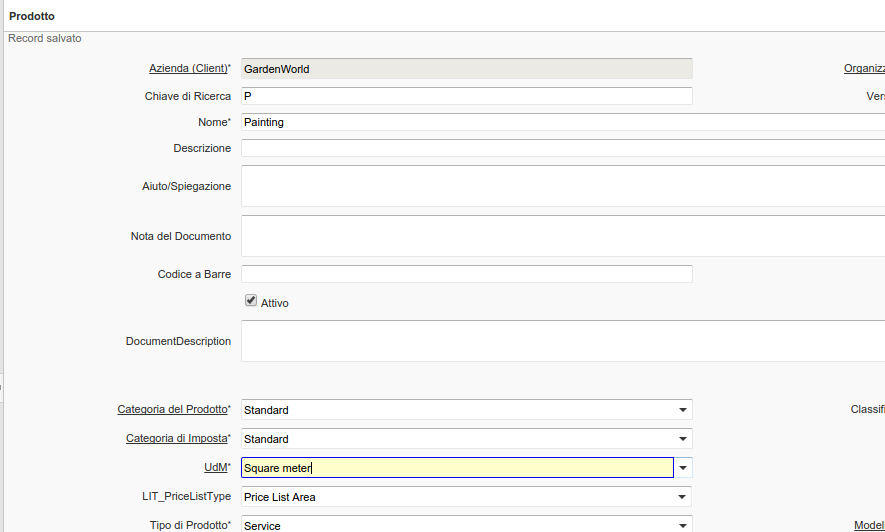 Prodotto
Record salvato
Azienda (Client)* GardenWorld Organizza
Chiave di Ricerca P Vers
Nome* Painting
Descrizione
Aiuto/Spiegazione
Nota del Documento
Codice a Barre
Attivo
DocumentDescription
Categoria del Prodotto* Standard Classifi
Categoria di Imposta* Standard
UdM* Square meter
LIT_PriceListType Price List Area
Tipo di Prodotto* Service Model